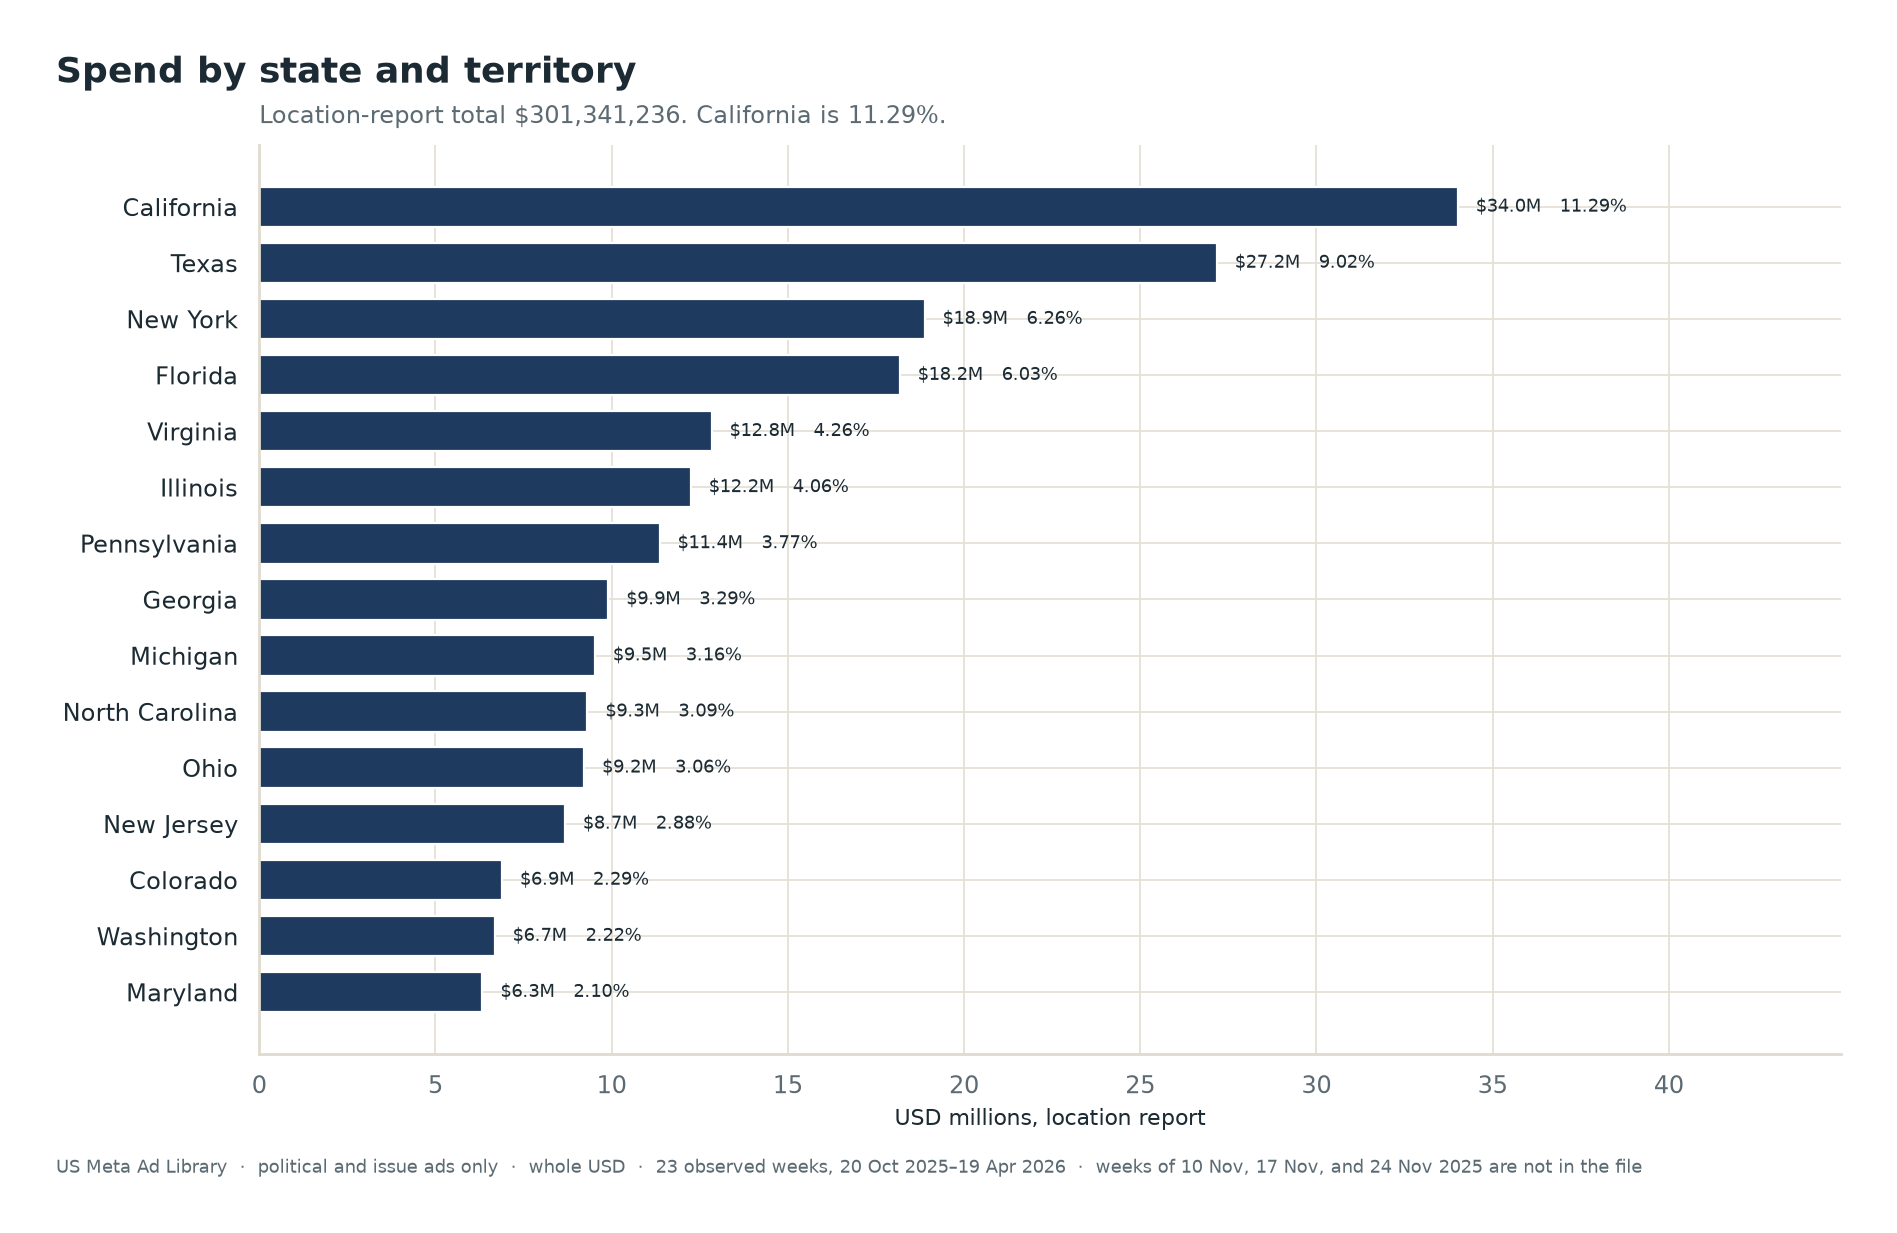 Spend by state and territory
Location-report total $301,341,236. California is 11.29%.
California $34.0M 11.29%
Texas $27.2M 9.02%
New York $18.9M 6.26%
Florida $18.2M 6.03%
Virginia $12.8M 4.26%
Illinois $12.2M 4.06%
Pennsylvania $11.4M 3.77%
Georgia $9.9M 3.29%
Michigan $9.5M 3.16%
North Carolina $9.3M 3.09%
Ohio $9.2M 3.06%
New Jersey $8.7M 2.88%
Colorado $6.9M 2.29%
Washington $6.7M 2.22%
Maryland $6.3M 2.10%
0 5 10 15 20 25 30 35 40
USD millions, location report
US Meta Ad Library · political and issue ads only · whole USD · 23 observed weeks, 20 Oct 2025–19 Apr 2026 · weeks of 10 Nov, 17 Nov, and 24 Nov 2025 are not in the file